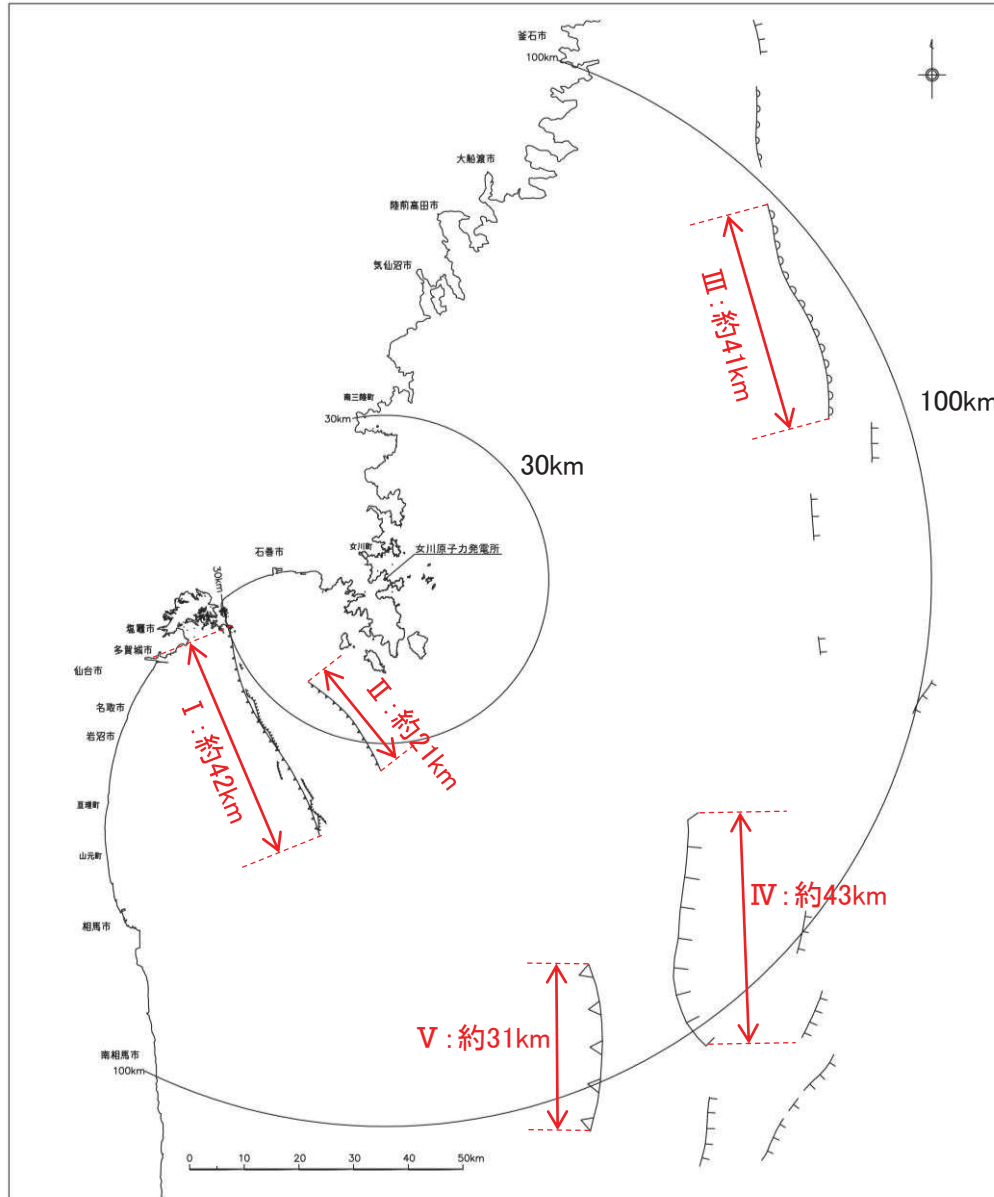 釜石市
100km
大船渡市
陸前高田市
気仙沼市
Ⅲ:約41km
100km
南三陸町
30km
30km
石巻市
女川町
女川原子力発電所
30km
塩竈市
多賀城市
仙台市
名取市
岩沼市
Ⅰ:約42km
Ⅱ:約21km
亘理町
山元町
相馬市
Ⅳ:約43km
Ⅴ:約31km
南相馬市
100km
0 10 20 30 40 50km